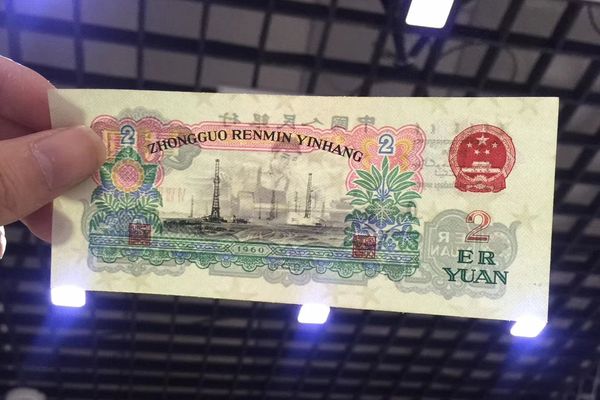 2
2
ZHONGGUO RENMIN YINHANG
1960
2
ER
YUAN